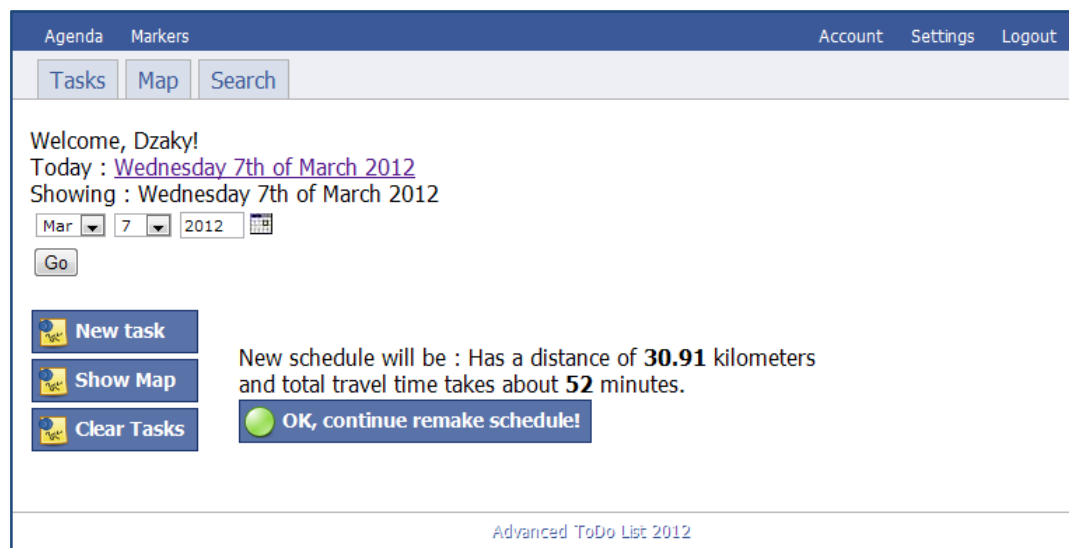 Agenda Markers Account Settings Logout
Tasks Map Search
Welcome, Dzaky!
Today : Wednesday 7th of March 2012
Showing : Wednesday 7th of March 2012
Mar 7 2012
Go
New task
Show Map
Clear Tasks
New schedule will be : Has a distance of 30.91 kilometers
and total travel time takes about 52 minutes.
OK, continue remake schedule!
Advanced ToDo List 2012